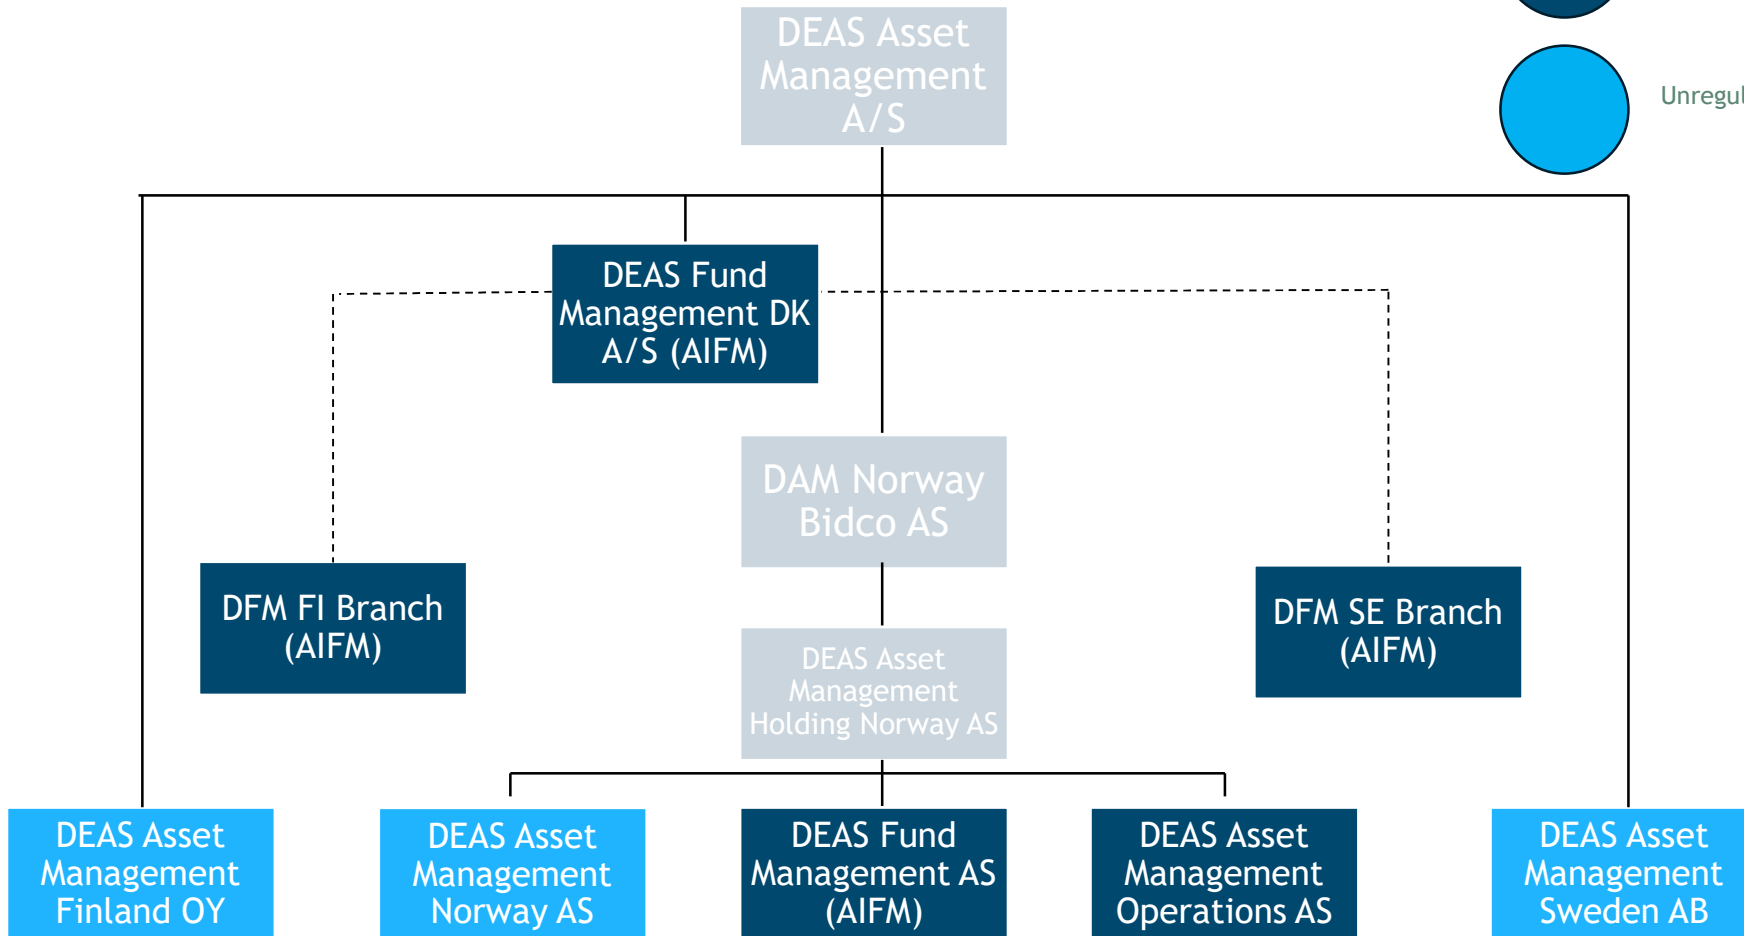 DEAS Asset
Management
A/S
DEAS Fund
Management DK
A/S (AIFM)
DAM Norway
Bidco AS
DFM FI Branch
(AIFM)
DFM SE Branch
(AIFM)
DEAS Asset
Management
Holding Norway AS
DEAS Asset
Management
Finland OY
DEAS Asset
Management
Norway AS
DEAS Fund
Management AS
(AIFM)
DEAS Asset
Management
Operations AS
DEAS Asset
Management
Sweden AB